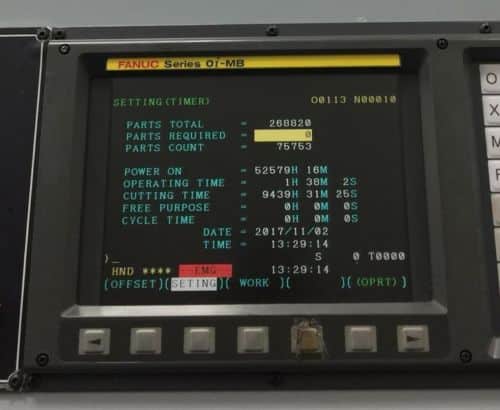 FANUC Series 0i-MB
SETTING(TIMER) O0113 N00010
PARTS TOTAL = 268820
PARTS REQUIRED = 0
PARTS COUNT = 75753
POWER ON = 52579H 16M
OPERATING TIME = 1H 38M 2S
CUTTING TIME = 9439H 31M 25S
FREE PURPOSE = 0H 0M 0S
CYCLE TIME = 0H 0M 0S
DATE = 2017/11/02
TIME = 13:29:14
)_ S 0 T0000
HND **** --EMG 13:29:14
(OFFSET)(SETING)( WORK )( )((OPRT) )
O
X
M
F